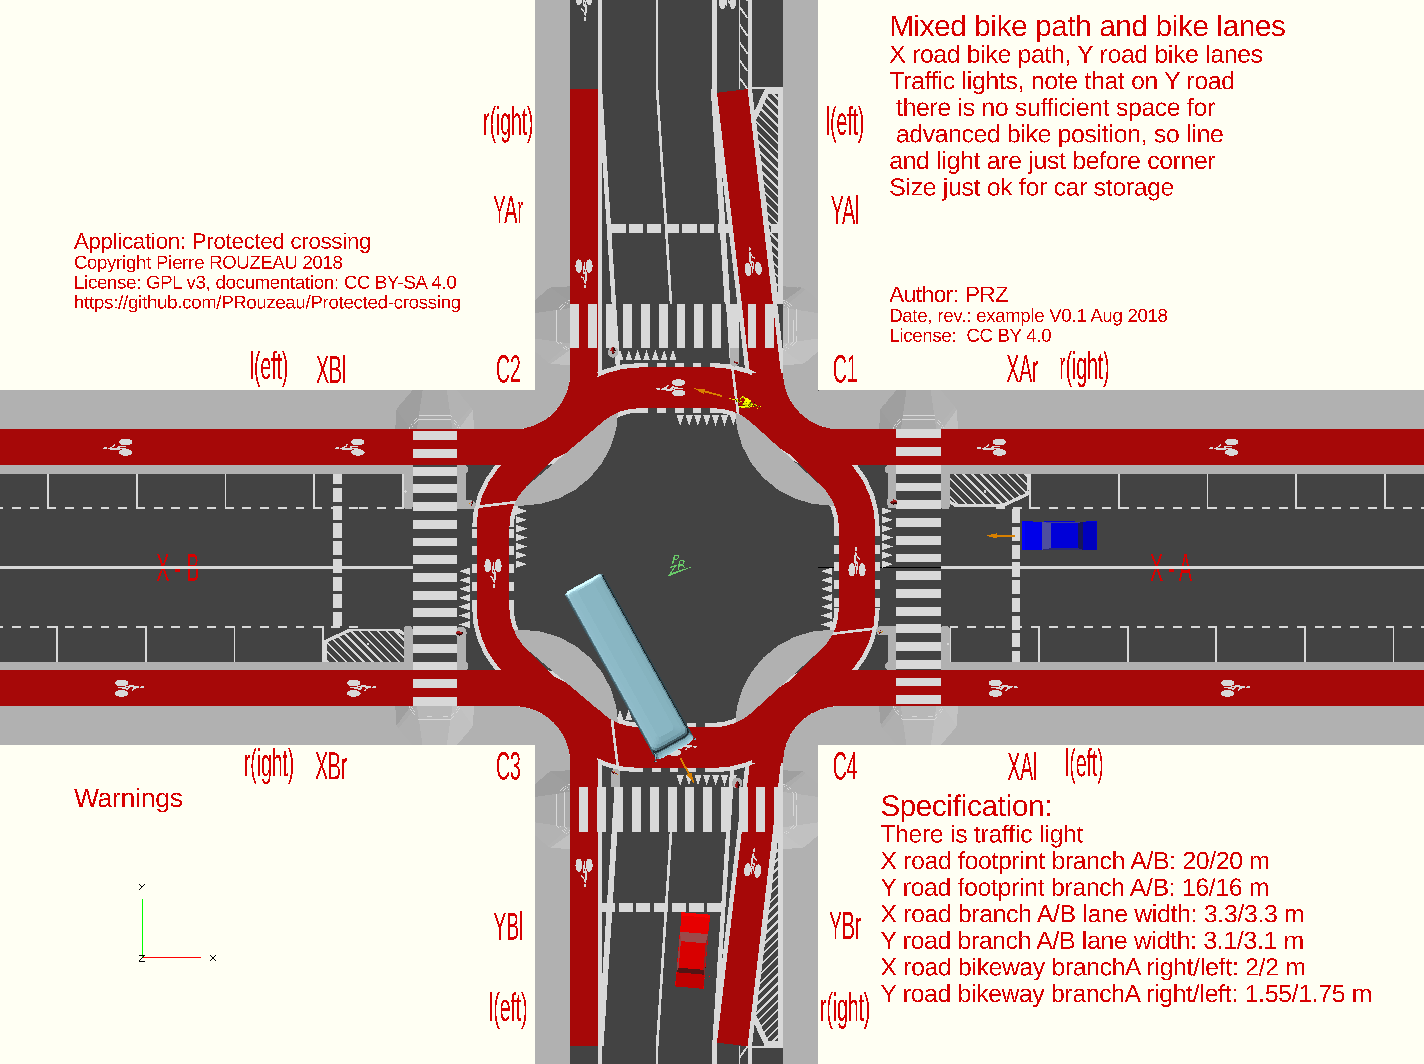 Mixed bike path and bike lanes
X road bike path, Y road bike lanes
Traffic lights, note that on Y road
there is no sufficient space for
advanced bike position, so line
and light are just before corner
Size just ok for car storage
r(ight)
l(eft)
YAr
YAl
Application: Protected crossing
Copyright Pierre ROUZEAU 2018
License: GPL v3, documentation: CC BY-SA 4.0
https://github.com/PRouzeau/Protected-crossing
Author: PRZ
Date, rev.: example V0.1 Aug 2018
License: CC BY 4.0
l(eft) XBl
C2
C1
XAr r(ight)
X - A
r(ight) XBr
C3
C4
XAl l(eft)
Warnings
Specification:
There is traffic light
X road footprint branch A/B: 20/20 m
Y road footprint branch A/B: 16/16 m
X road branch A/B lane width: 3.3/3.3 m
Y road branch A/B lane width: 3.1/3.1 m
X road bikeway branchA right/left: 2/2 m
Y road bikeway branchA right/left: 1.55/1.75 m
YBl
YBr
l(eft)
r(ight)
Y
Z
X